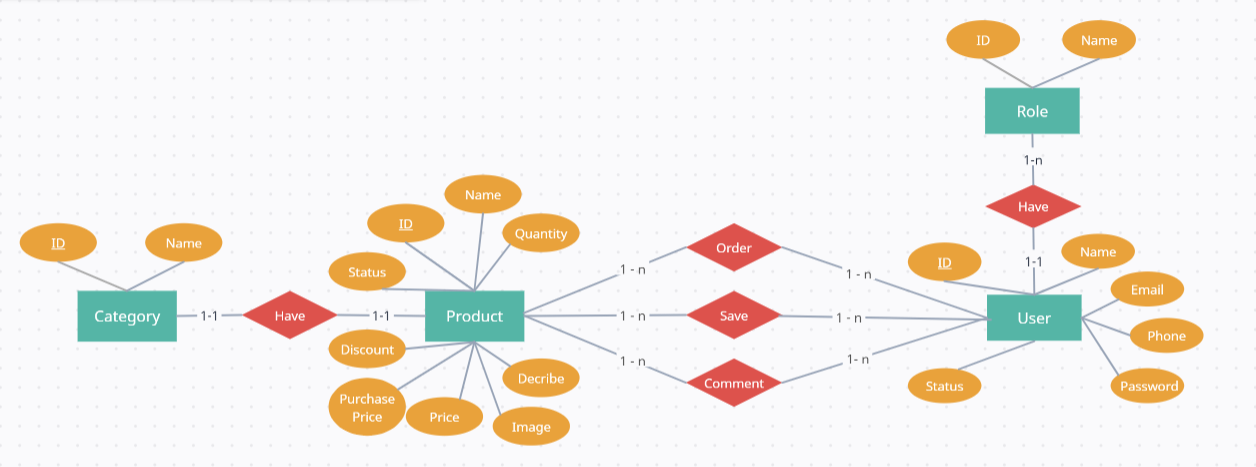 ID
Name
Role
1-n
Have
1-1
ID
Name
Category
1-1
Have
1-1
Product
ID
Name
Quantity
Status
Discount
Purchase
Price
Price
Image
Decribe
1 - n
Order
1 - n
1 - n
Save
1 - n
1 - n
Comment
1 - n
User
ID
Name
Email
Phone
Password
Status